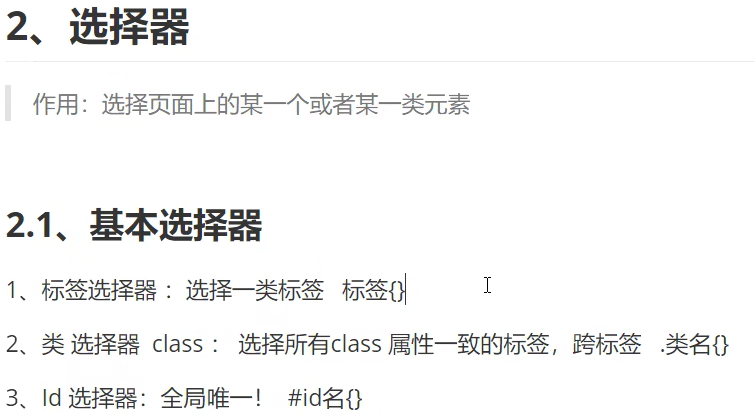 2、选择器
作用：选择页面上的某一个或者某一类元素
2.1、基本选择器
1、标签选择器 ：选择一类标签 标签{}
2、类 选择器 class ： 选择所有class 属性一致的标签，跨标签 .类名{}
3、Id 选择器：全局唯一！ #id名{}